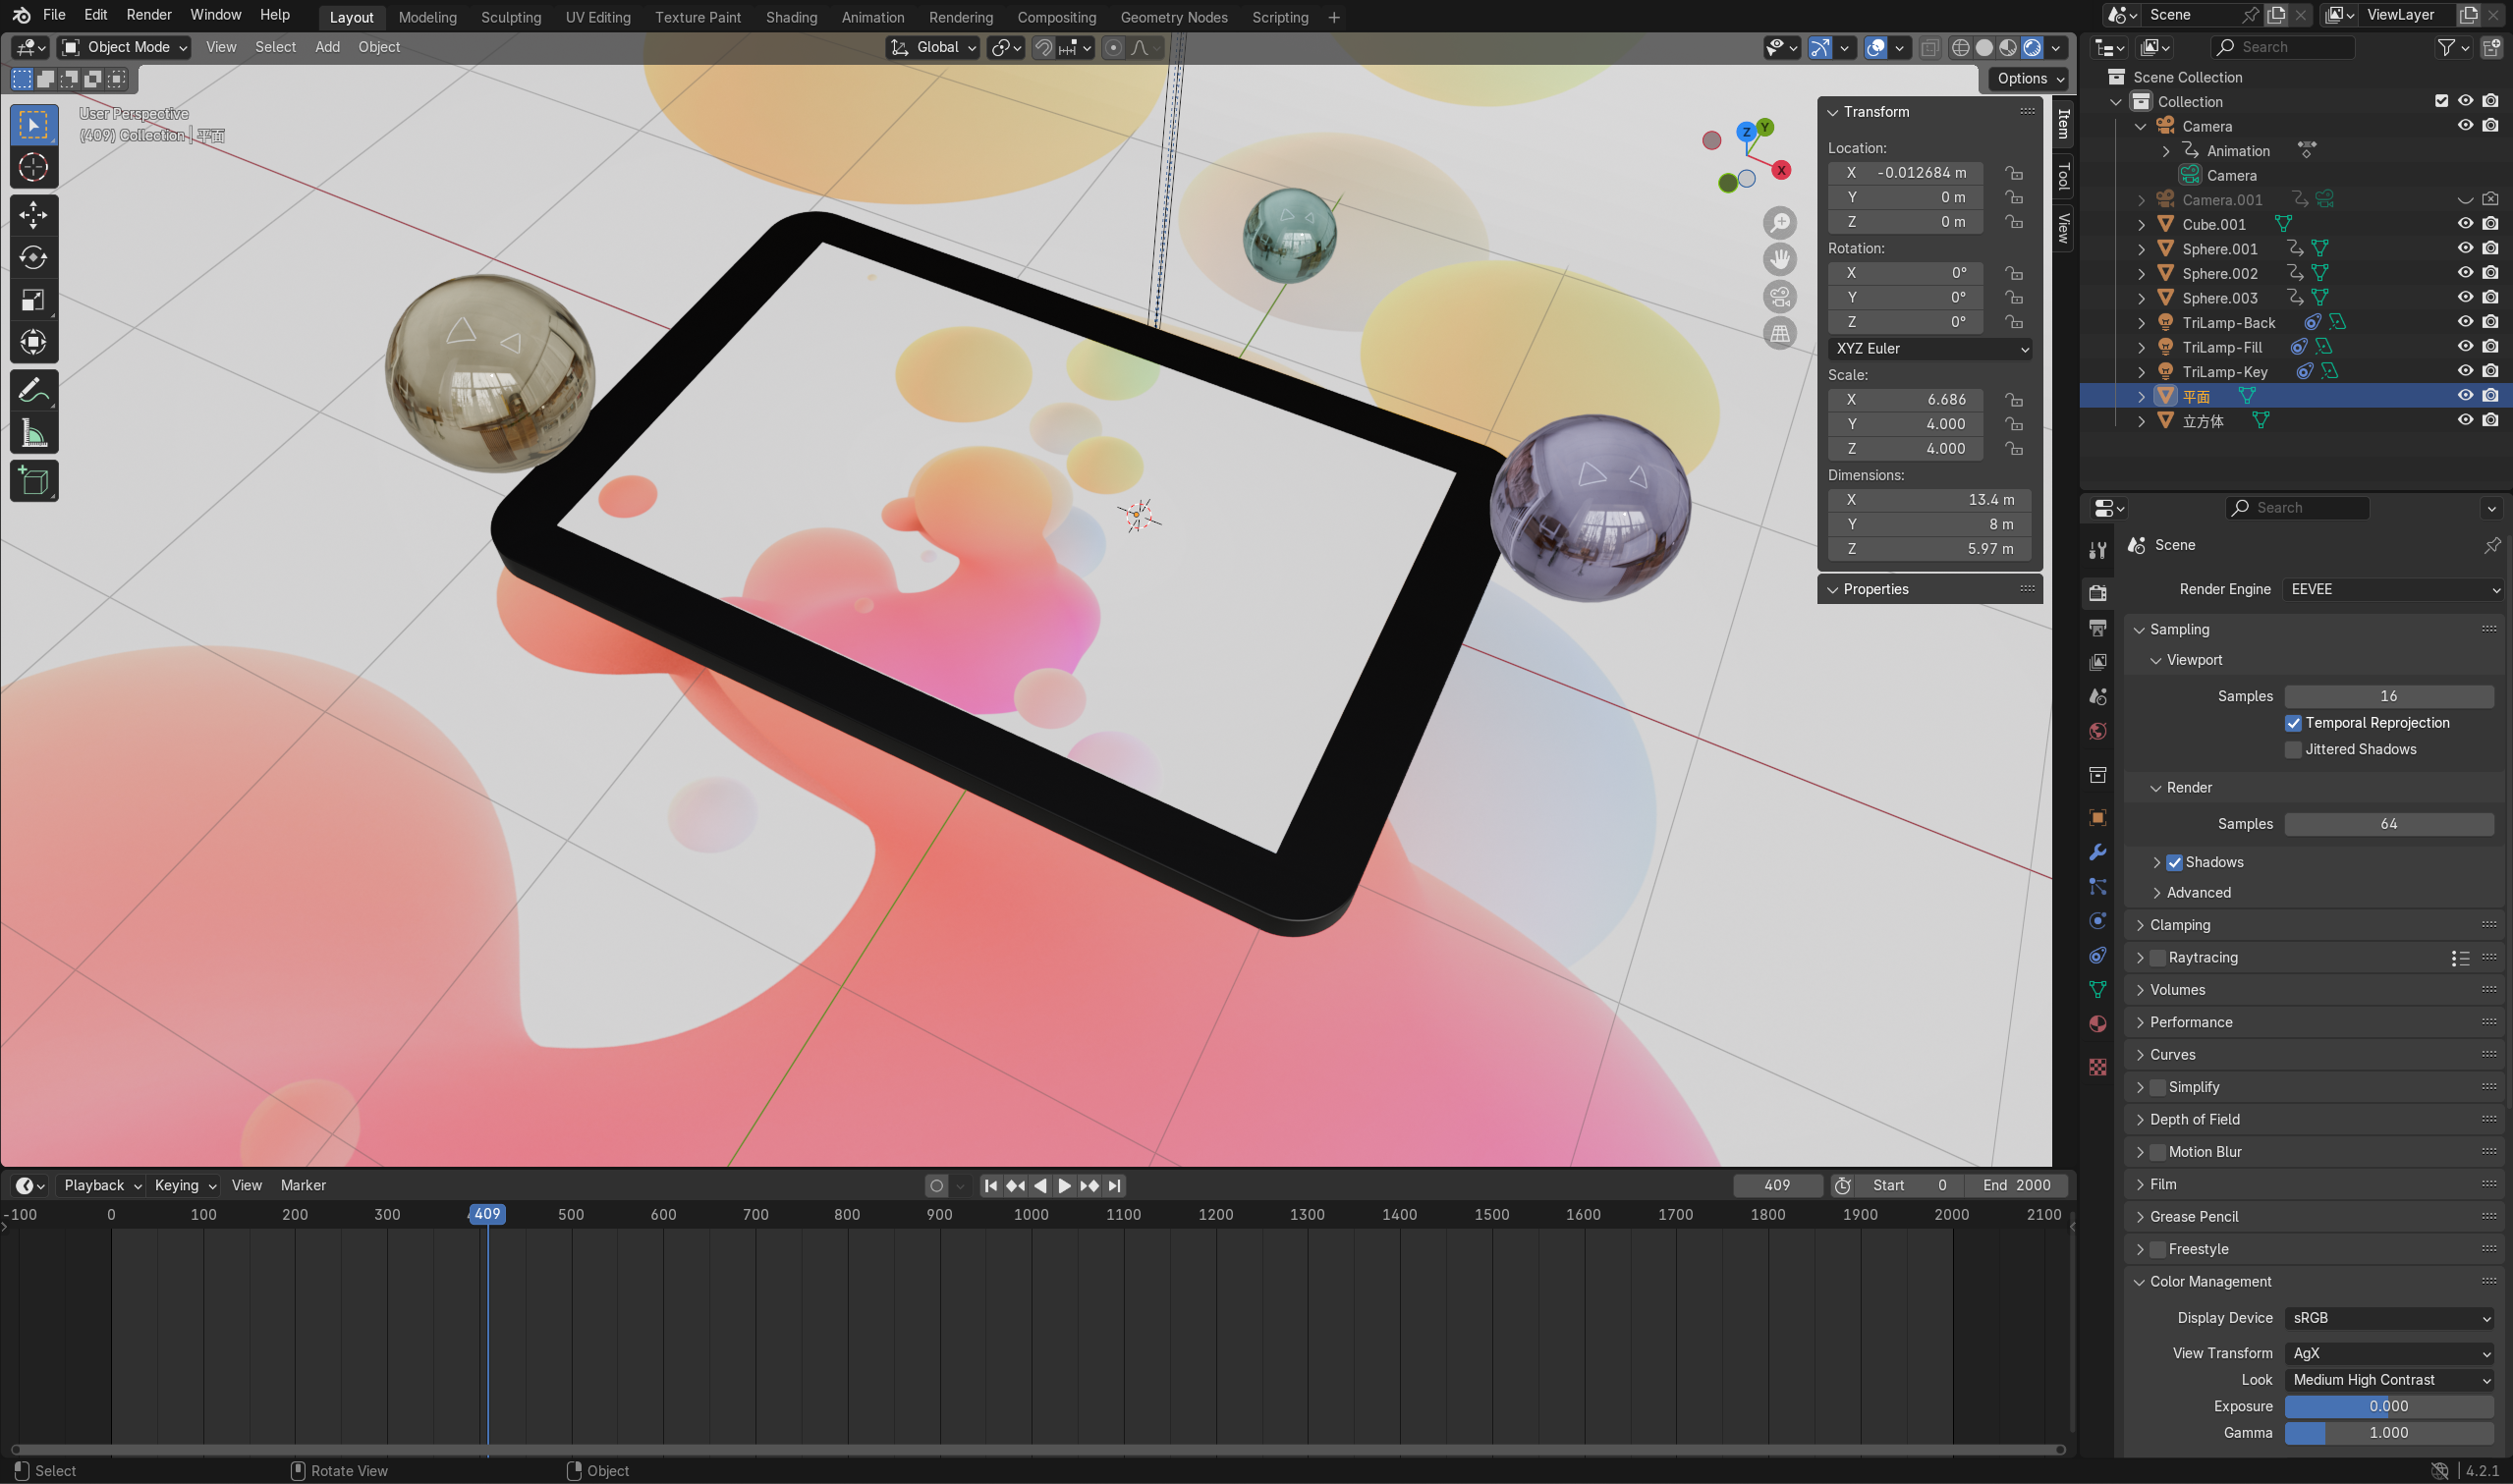 File Edit Render Window Help Layout Modeling Sculpting UV Editing Texture Paint Shading Animation Rendering Compositing Geometry Nodes Scripting + Scene ViewLayer
Object Mode View Select Add Object Global
Options
User Perspective
(409) Collection | 平面
Item
Tool
View
Transform
Location:
X -0.012684 m
Y 0 m
Z 0 m
Rotation:
X 0°
Y 0°
Z 0°
XYZ Euler
Scale:
X 6.686
Y 4.000
Z 4.000
Dimensions:
X 13.4 m
Y 8 m
Z 5.97 m
Properties
Z Y
X
Search
Scene Collection
Collection
Camera
Animation
Camera
Camera.001
Cube.001
Sphere.001
Sphere.002
Sphere.003
TriLamp-Back
TriLamp-Fill
TriLamp-Key
平面
立方体
Search
Scene
Render Engine EEVEE
Sampling
Viewport
Samples 16
Temporal Reprojection
Jittered Shadows
Render
Samples 64
Shadows
Advanced
Clamping
Raytracing
Volumes
Performance
Curves
Simplify
Depth of Field
Motion Blur
Film
Grease Pencil
Freestyle
Color Management
Display Device sRGB
View Transform AgX
Look Medium High Contrast
Exposure 0.000
Gamma 1.000
Playback Keying View Marker 409 Start 0 End 2000
-100 0 100 200 300 409 500 600 700 800 900 1000 1100 1200 1300 1400 1500 1600 1700 1800 1900 2000 2100
Select Rotate View Object 4.2.1